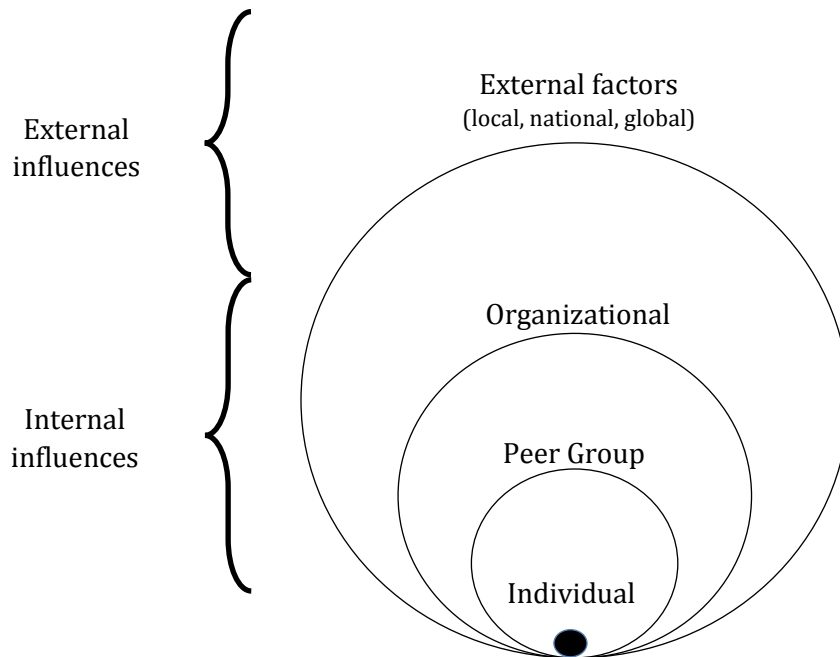 External factors
(local, national, global)
External
influences
Organizational
Internal
influences
Peer Group
Individual